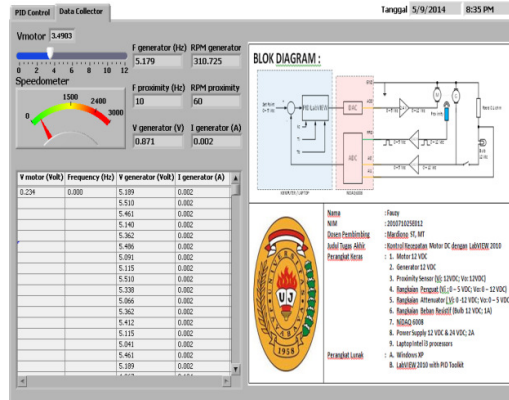 PID Control Data Collector
Tanggal 5/9/2014 8:35 PM
Vmotor 3.4903
0 2 4 6 8 10 12
Speedometer
0 1500 2400 3000
F generator (Hz) RPM generator
5.179 310.725
F proximity (Hz) RPM proximity
10 60
V generator (V) I generator (A)
0.871 0.002
V motor (Volt) Frequency (Hz) V generator (Volt) I generator (A)
0.234 0.000 5.189 0.002
5.510 0.002
5.461 0.002
5.140 0.002
5.362 0.002
5.486 0.002
5.091 0.002
5.115 0.002
5.510 0.002
5.338 0.002
5.066 0.002
5.362 0.002
5.412 0.002
5.115 0.002
5.041 0.002
5.461 0.002
5.189 0.002
BLOK DIAGRAM :
PID LabVIEW
DAC
ADC
UJ
1958
Nama : Fauzy
NIM : 201071025E012
Dosen Pembimbing : Mardiono ST, MT
Judul Tugas Akhir : Kontrol Kecepatan Motor DC dengan LabVIEW 2010
Perangkat Keras : 1. Motor 12 VDC
2. Generator 12 VDC
3. Proximity Sensor (Vi: 12VDC; Vo: 12VDC)
4. Rangkaian Penguat (Vi : 0 – 5 VDC; Vo: 0 – 12 VDC)
5. Rangkaian Attenuator ( Vi: 0 -12 VDC; Vo: 0 – 5 VDC
6. Rangkaian Beban Resistif (Bulb 12 VDC; 1A)
7. NIDAQ 6008
8. Power Supply 12 VDC & 24 VDC; 2A
9. Laptop Intel i3 processors
Perangkat Lunak : A. Windows XP
B. LabVIEW 2010 with PID Toolkit